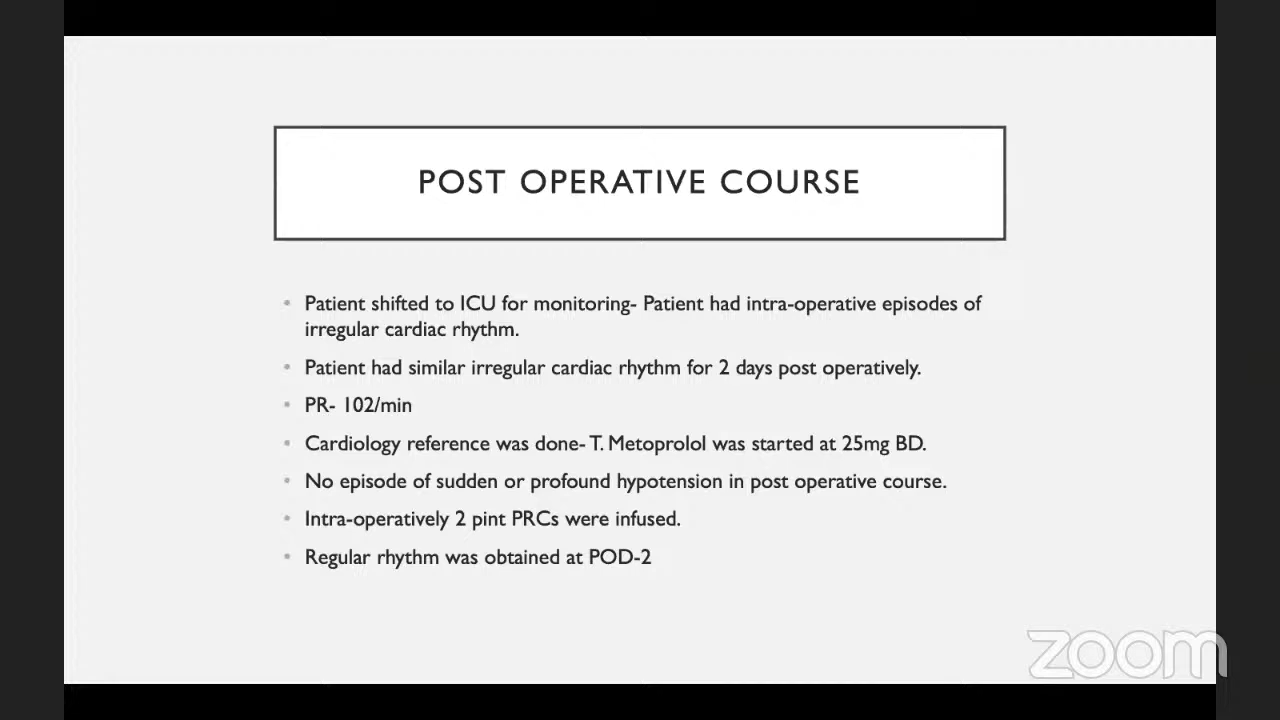 POST OPERATIVE COURSE
• Patient shifted to ICU for monitoring- Patient had intra-operative episodes of
irregular cardiac rhythm.
• Patient had similar irregular cardiac rhythm for 2 days post operatively.
• PR- 102/min
• Cardiology reference was done- T. Metoprolol was started at 25mg BD.
• No episode of sudden or profound hypotension in post operative course.
• Intra-operatively 2 pint PRCs were infused.
• Regular rhythm was obtained at POD-2
zoom